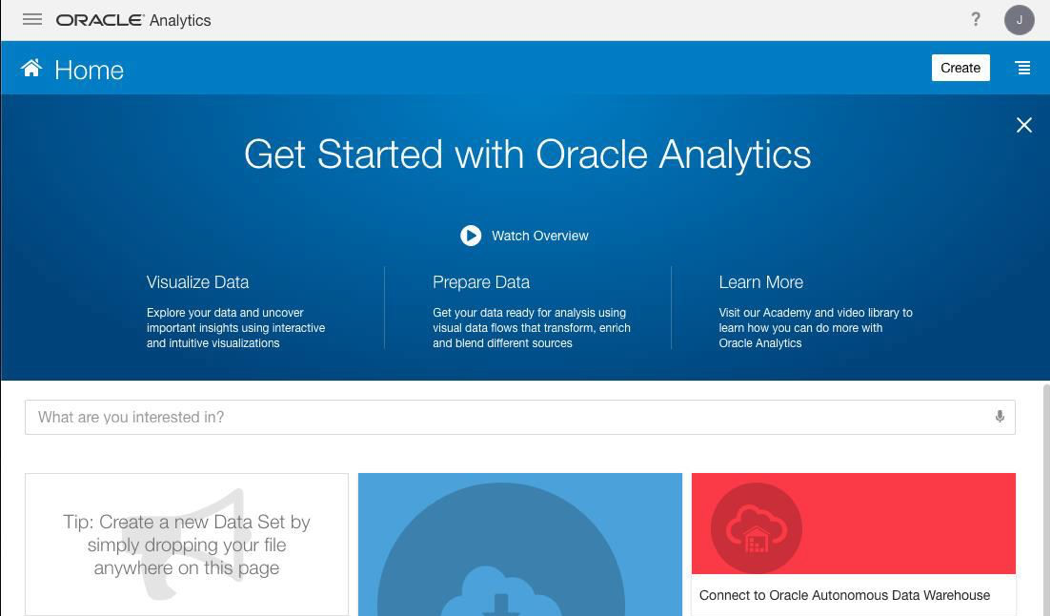 ORACLE Analytics
?
J
Home
Create
Get Started with Oracle Analytics
Watch Overview
Visualize Data
Explore your data and uncover
important insights using interactive
and intuitive visualizations
Prepare Data
Get your data ready for analysis using
visual data flows that transform, enrich
and blend different sources
Learn More
Visit our Academy and video library to
learn how you can do more with
Oracle Analytics
What are you interested in?
Tip: Create a new Data Set by
simply dropping your file
anywhere on this page
Connect to Oracle Autonomous Data Warehouse